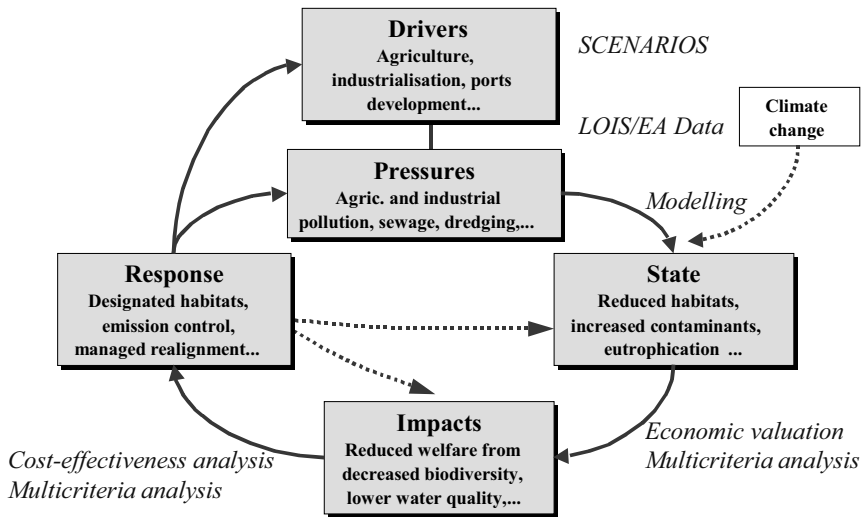 Drivers
Agriculture,
industrialisation, ports
development...
SCENARIOS
LOIS/EA Data
Climate
change
Pressures
Agric. and industrial
pollution, sewage, dredging,...
Modelling
Response
Designated habitats,
emission control,
managed realignment...
State
Reduced habitats,
increased contaminants,
eutrophication ...
Impacts
Reduced welfare from
decreased biodiversity,
lower water quality,...
Economic valuation
Multicriteria analysis
Cost-effectiveness analysis
Multicriteria analysis